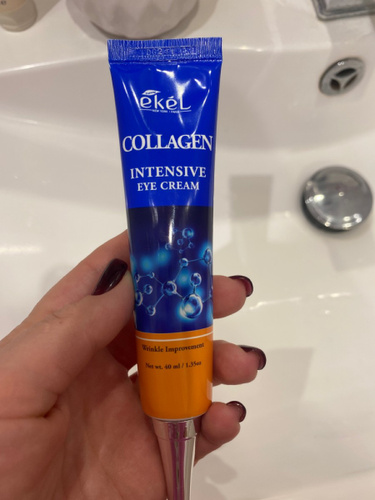 ekeL
COLLAGEN
INTENSIVE
EYE CREAM
Wrinkle Improvement
Net wt. 40 ml / 1.35oz